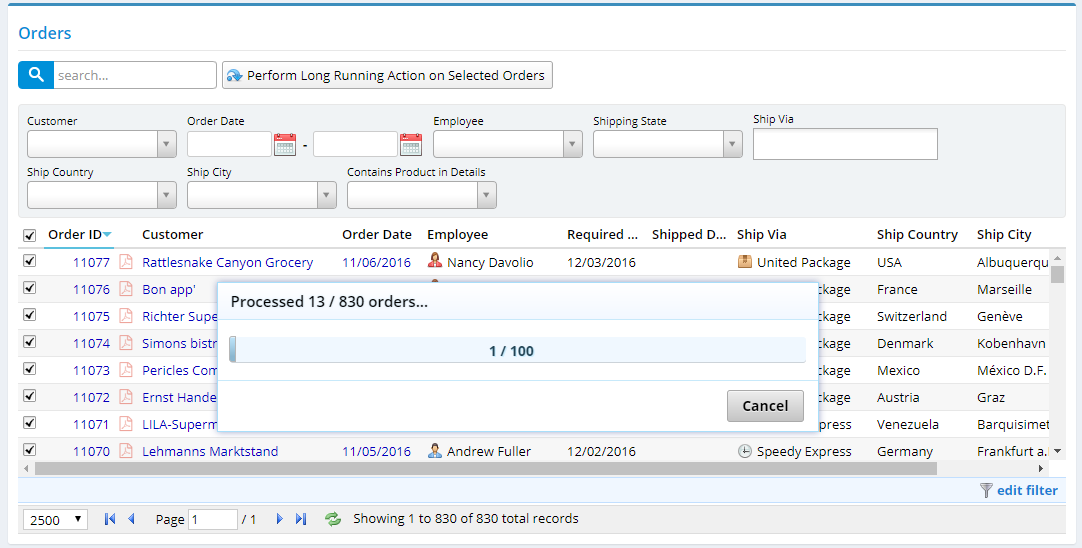 Orders
search... Perform Long Running Action on Selected Orders
Customer Order Date Employee Shipping State Ship Via
-
Ship Country Ship City Contains Product in Details
Order ID Customer Order Date Employee Required ... Shipped D... Ship Via Ship Country Ship City
11077 Rattlesnake Canyon Grocery 11/06/2016 Nancy Davolio 12/03/2016 United Package USA Albuquerqu
11076 Bon app' ckage France Marseille
Processed 13 / 830 orders...
11075 Richter Supe ckage Switzerland Genève
11074 Simons bistr ckage Denmark Kobenhavn
1 / 100
11073 Pericles Com ckage Mexico México D.F.
11072 Ernst Hande ckage Austria Graz
Cancel
11071 LILA-Superm press Venezuela Barquisimet
11070 Lehmanns Marktstand 11/05/2016 Andrew Fuller 12/02/2016 Speedy Express Germany Frankfurt a.
edit filter
2500 Page 1 / 1 Showing 1 to 830 of 830 total records